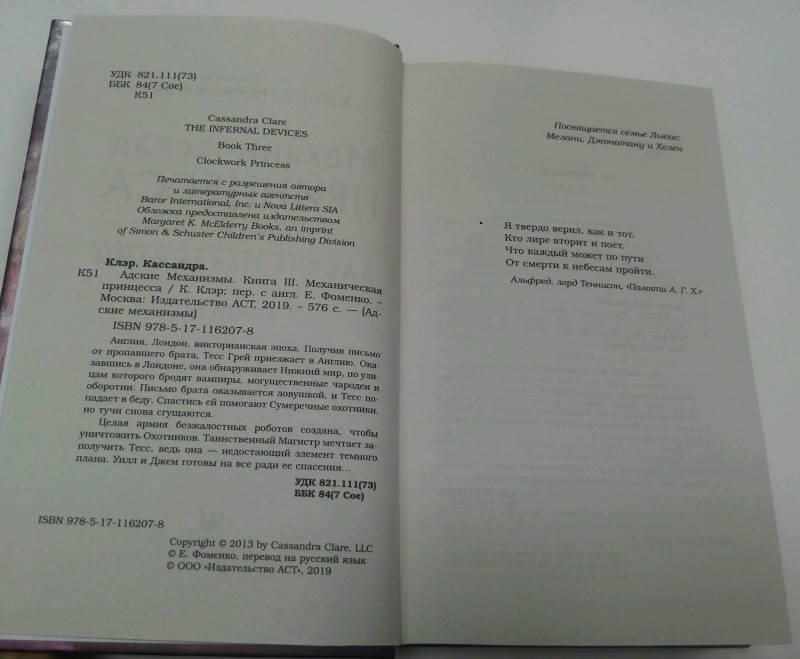 УДК 821.111(73)
ББК 84(7 Сое)
К51
Cassandra Clare
THE INFERNAL DEVICES
Book Three
Clockwork Princess
Печатается с разрешения автора
и литературных агентств
Baror International, Inc. и Nova Littera SIA
Обложка предоставлена издательством
Margaret K. McElderry Books, an imprint
of Simon & Schuster Children's Publishing Division
Клэр, Кассандра.
К51 Адские Механизмы. Книга III. Механическая
принцесса / К. Клэр; пер. с англ. Е. Фоменко. –
Москва: Издательство АСТ, 2019. – 576 с. — (Ад-
ские механизмы)
ISBN 978-5-17-116207-8
Англия, Лондон, викторианская эпоха. Получив письмо
от пропавшего брата, Тесс Грей приезжает в Англию. Ока-
завшись в Лондоне, она обнаруживает Нижний мир, по ули-
цам которого бродят вампиры, могущественные чародеи и
оборотни. Письмо брата оказывается ловушкой, и Тесс по-
падает в беду. Спастись ей помогают Сумеречные охотники,
но тучи снова сгущаются.
Целая армия безжалостных роботов создана, чтобы
уничтожить Охотников. Таинственный Магистр мечтает за-
получить Тесс, ведь она — недостающий элемент темного
плана. Уилл и Джем готовы на все ради ее спасения...
УДК 821.111(73)
ББК 84(7 Сое)
ISBN 978-5-17-116207-8
Copyright © 2013 by Cassandra Clare, LLC
© Е. Фоменко, перевод на русский язык
© ООО «Издательство АСТ», 2019
Посвящается семье Льюис:
Мелани, Джонатану и Хелен
Я твердо верил, как и тот,
Кто лире вторит и поет,
Что каждый может по пути
От смерти к небесам пройти.
Альфред, лорд Теннисон, «Памяти А. Г. Х.»